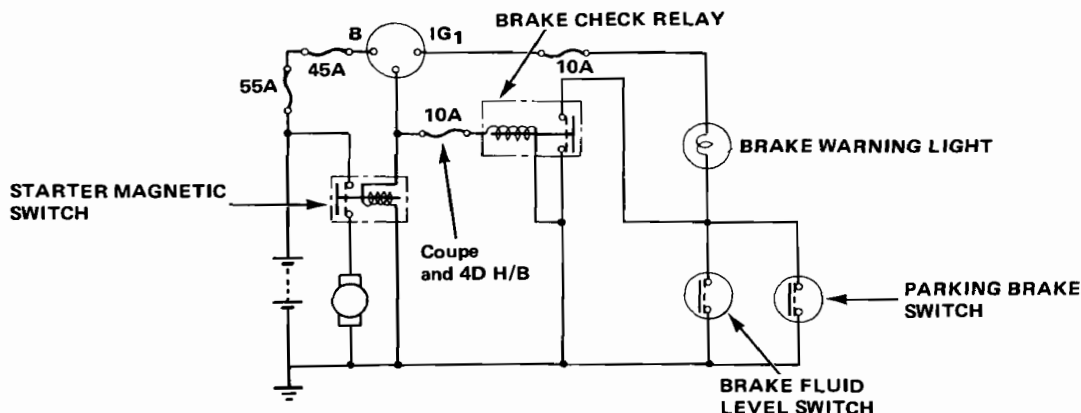 BRAKE CHECK RELAY
B
IG1
45A
10A
55A
10A
BRAKE WARNING LIGHT
STARTER MAGNETIC
SWITCH
Coupe
and 4D H/B
PARKING BRAKE
SWITCH
BRAKE FLUID
LEVEL SWITCH